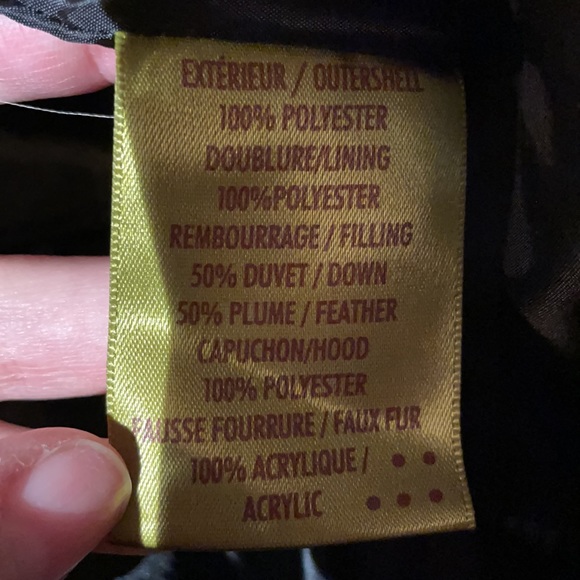 EXTÉRIEUR / OUTERSHELL
100% POLYESTER
DOUBLURE/LINING
100%POLYESTER
REMBOURRAGE / FILLING
50% DUVET / DOWN
50% PLUME / FEATHER
CAPUCHON/HOOD
100% POLYESTER
FAUSSE FOURRURE / FAUX FUR
100% ACRYLIQUE /
ACRYLIC